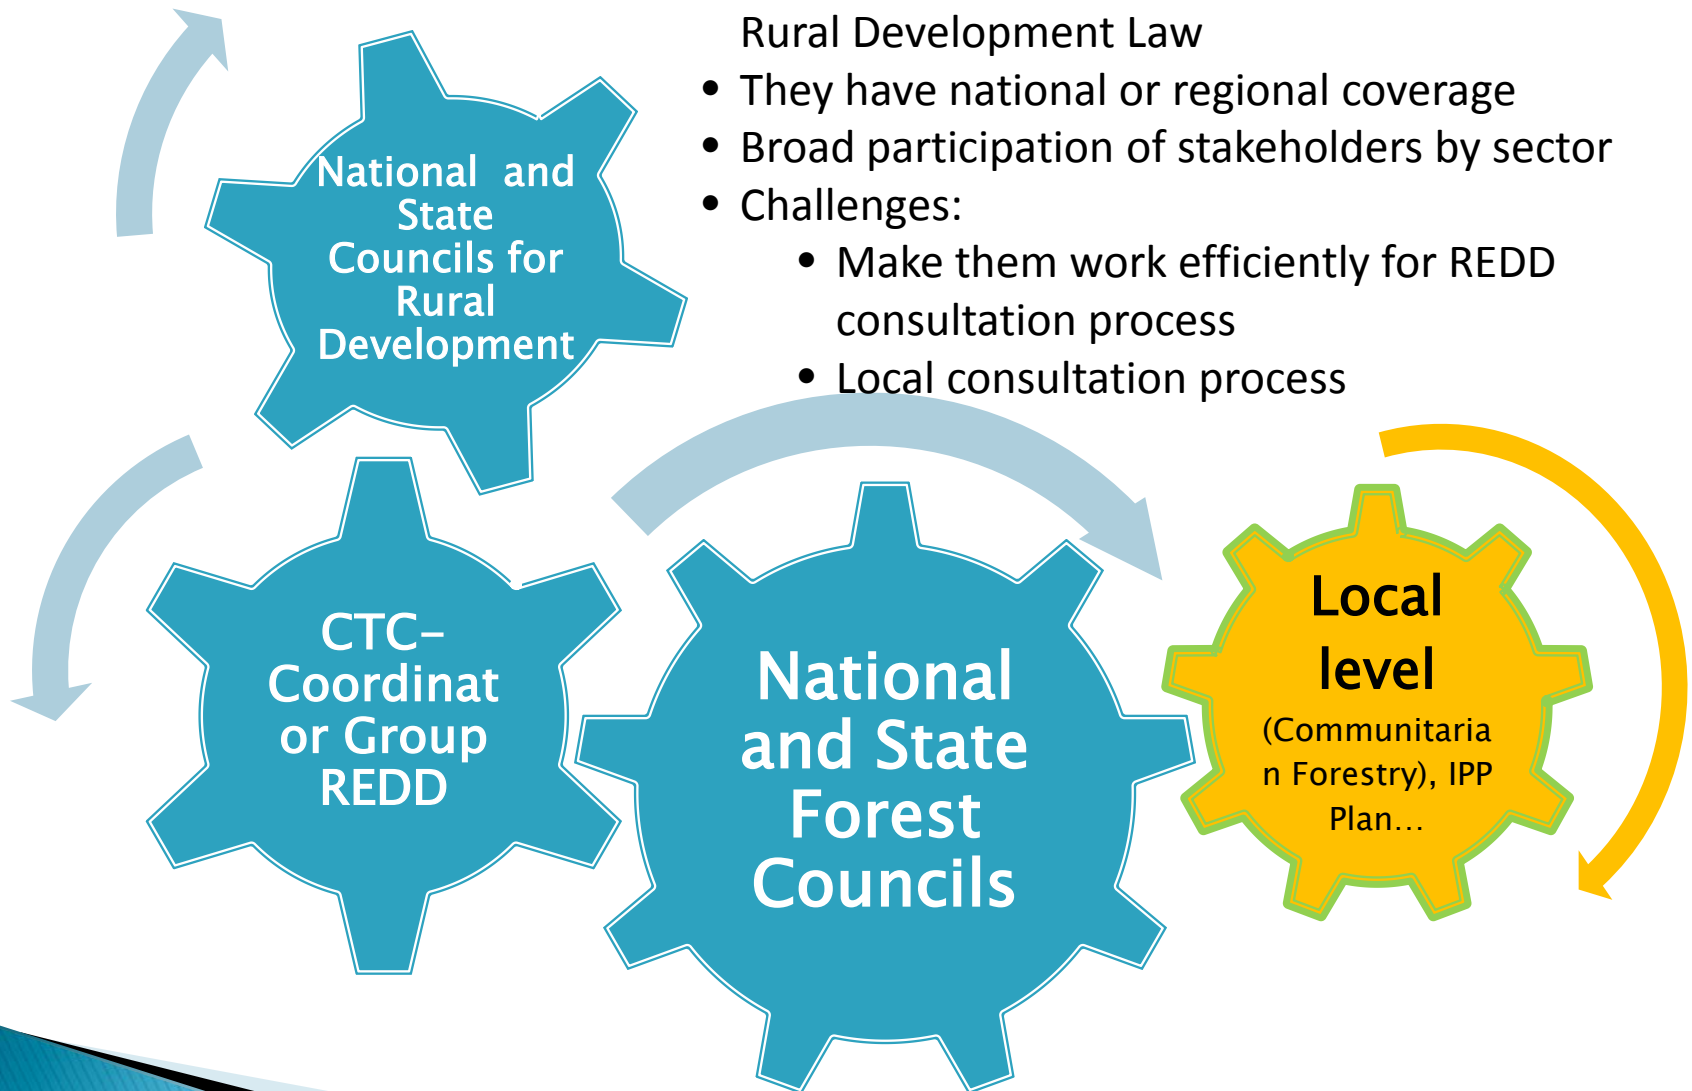 Rural Development Law
• They have national or regional coverage
• Broad participation of stakeholders by sector
• Challenges:
• Make them work efficiently for REDD
consultation process
• Local consultation process
National and
State
Councils for
Rural
Development
CTC-
Coordinat
or Group
REDD
National
and State
Forest
Councils
Local
level
(Communitaria
n Forestry), IPP
Plan...